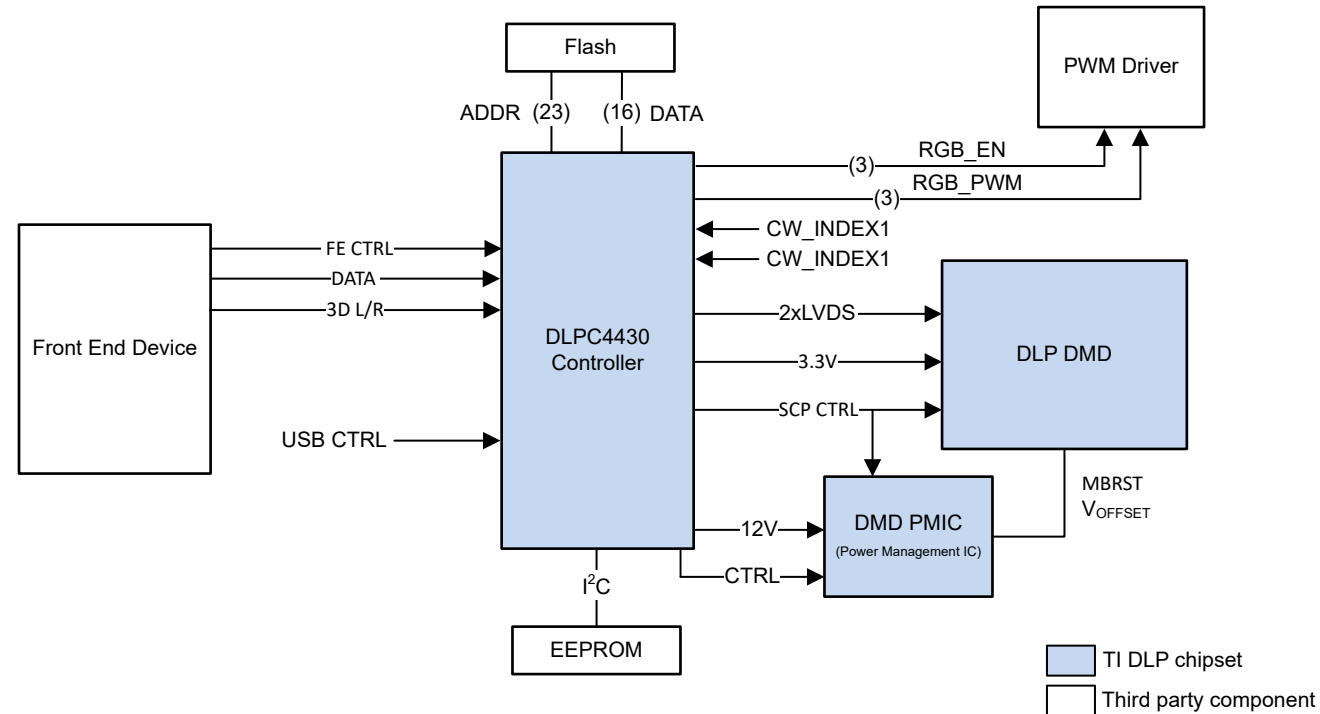 Flash
PWM Driver
ADDR (23) (16) DATA
RGB_EN
(3)
RGB_PWM
(3)
CW_INDEX1
CW_INDEX1
Front End Device
FE CTRL
DATA
3D L/R
USB CTRL
DLPC4430
Controller
2xLVDS
3.3V
SCP CTRL
DLP DMD
MBRST
VOFFSET
12V
CTRL
DMD PMIC
(Power Management IC)
I²C
EEPROM
TI DLP chipset
Third party component